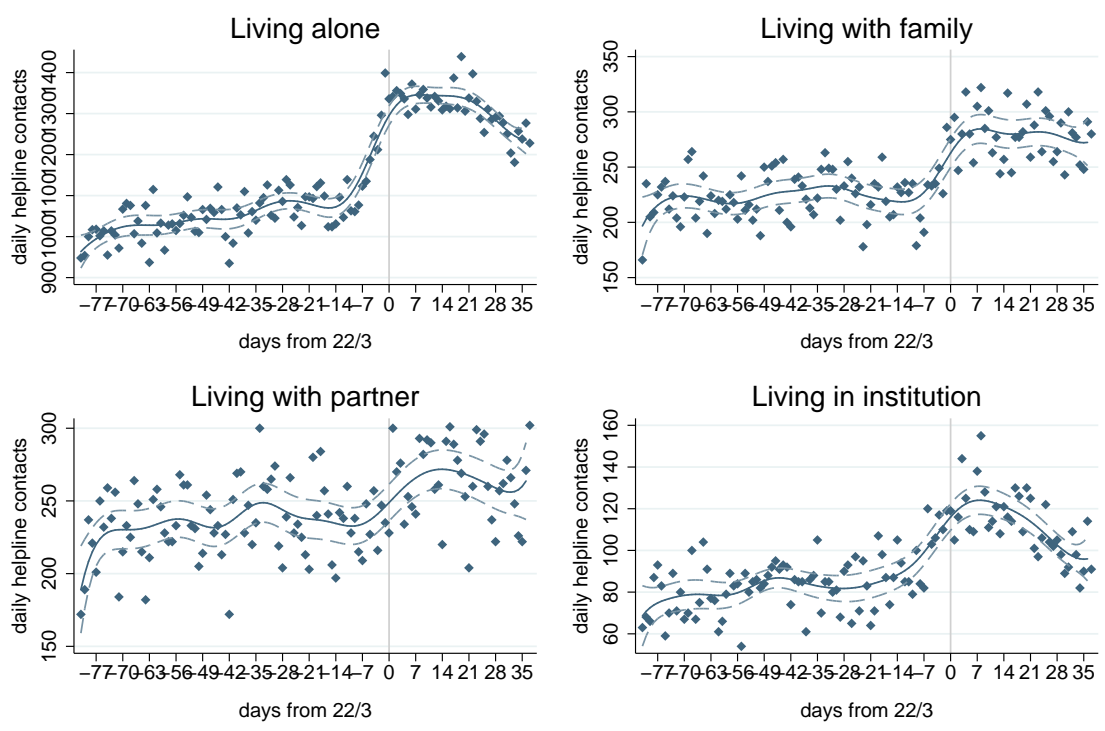 Living alone
daily helpline contacts
900 1000 1100 1200 1300 1400
−77 −70 −63 −56 −49 −42 −35 −28 −21 −14 −7 0 7 14 21 28 35
days from 22/3
Living with family
daily helpline contacts
150 200 250 300 350
−77 −70 −63 −56 −49 −42 −35 −28 −21 −14 −7 0 7 14 21 28 35
days from 22/3
Living with partner
daily helpline contacts
150 200 250 300
−77 −70 −63 −56 −49 −42 −35 −28 −21 −14 −7 0 7 14 21 28 35
days from 22/3
Living in institution
daily helpline contacts
60 80 100 120 140 160
−77 −70 −63 −56 −49 −42 −35 −28 −21 −14 −7 0 7 14 21 28 35
days from 22/3